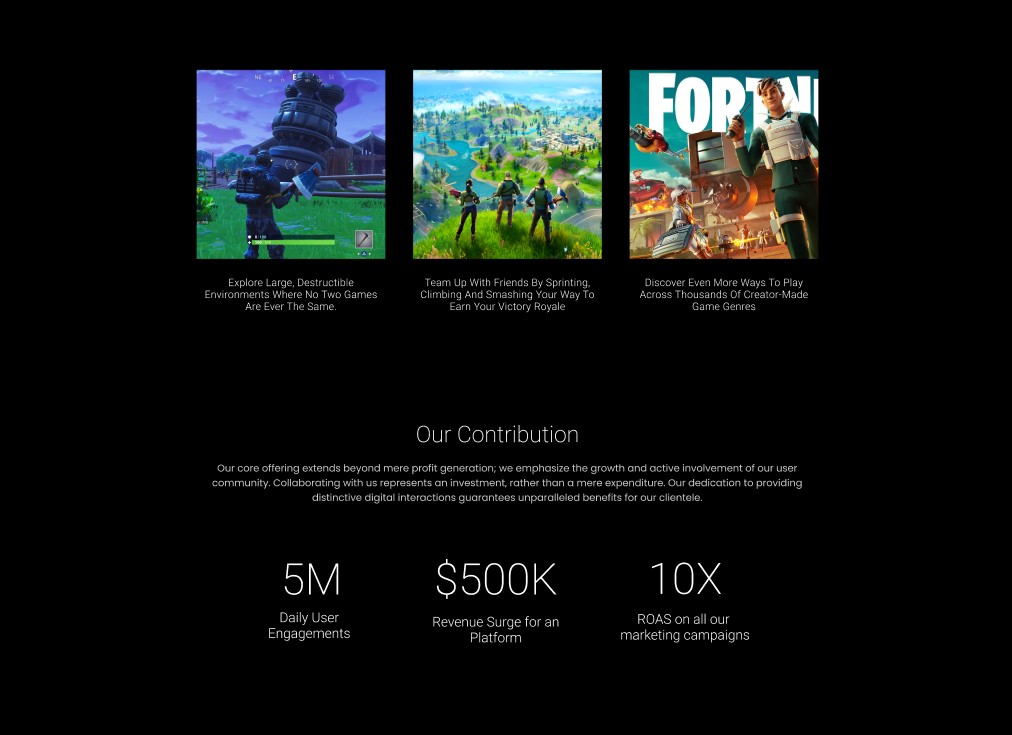 NE E SE
FORTNI
Explore Large, Destructible
Environments Where No Two Games
Are Ever The Same.
Team Up With Friends By Sprinting,
Climbing And Smashing Your Way To
Earn Your Victory Royale
Discover Even More Ways To Play
Across Thousands Of Creator-Made
Game Genres
Our Contribution
Our core offering extends beyond mere profit generation; we emphasize the growth and active involvement of our user
community. Collaborating with us represents an investment, rather than a mere expenditure. Our dedication to providing
distinctive digital interactions guarantees unparalleled benefits for our clientele.
5M
Daily User
Engagements
$500K
Revenue Surge for an
Platform
10X
ROAS on all our
marketing campaigns